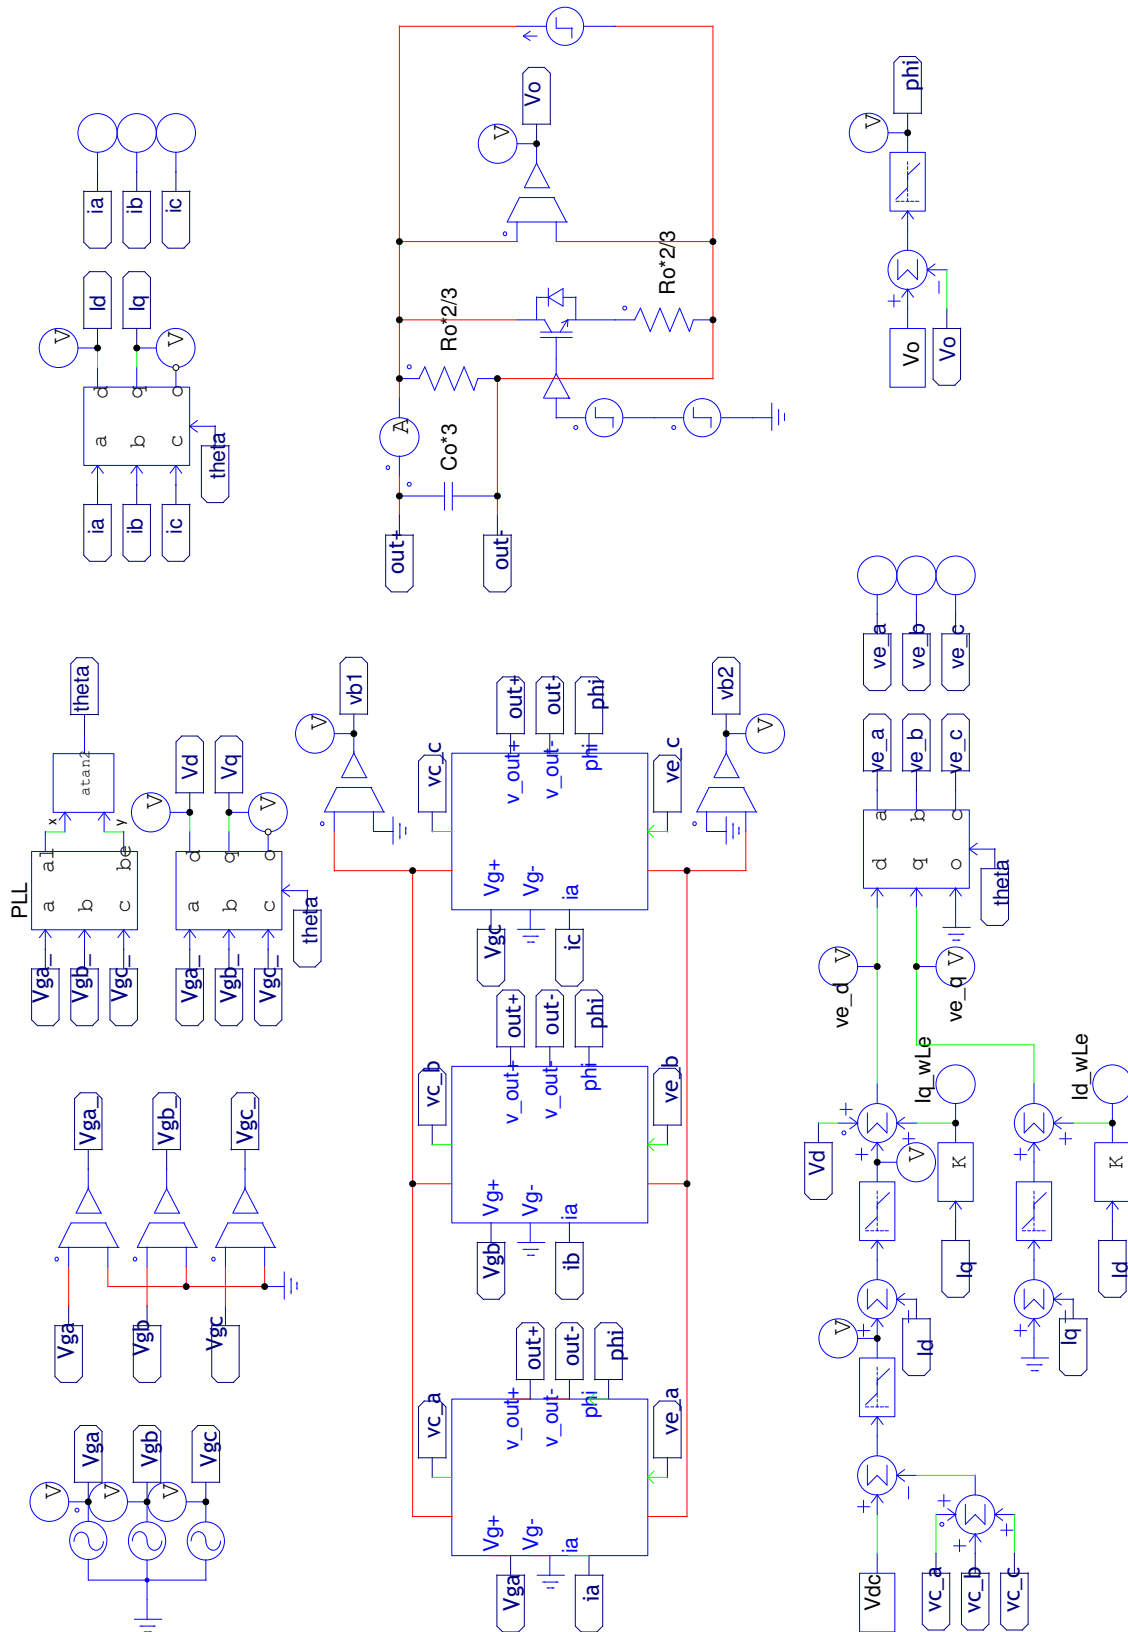 Vga
V
Vgb
V
Vgc
V
Vga
Vgb
Vgc
Vga_
Vgb_
Vgc_
PLL
Vga_
Vgb_
Vgc_
a
b
c
al
be
x
y
atan2
theta
Vga_
Vgb_
Vgc_
a
b
c
d
q
o
theta
V
Vd
Vq
V
ia
ib
ic
a
b
c
d
q
o
theta
V
Id
Iq
V
ia
ib
ic
vc_a
Vg+
Vg-
ia
v_out+
v_out-
phi
out+
out-
phi
Vga
ia
ve_a
vc_b
Vg+
Vg-
ia
v_out+
v_out-
phi
out+
out-
phi
Vgb
ib
ve_b
vc_c
Vg+
Vg-
ia
v_out+
v_out-
phi
out+
out-
phi
Vgc
ic
ve_c
V
vb1
vb2
V
out+
out-
A
Co*3
Ro*2/3
Ro*2/3
V
Vo
Vdc
vc_a
vc_b
vc_c
Σ
Σ
V
Σ
Id
V
Vd
Σ
K
Iq
Iq_wLe
Σ
Iq
Σ
K
Id
Id_wLe
V
ve_d
V
ve_q
d
q
o
a
b
c
theta
ve_a
ve_b
ve_c
ve_a
ve_b
ve_c
Vo
Vo
Σ
V
phi